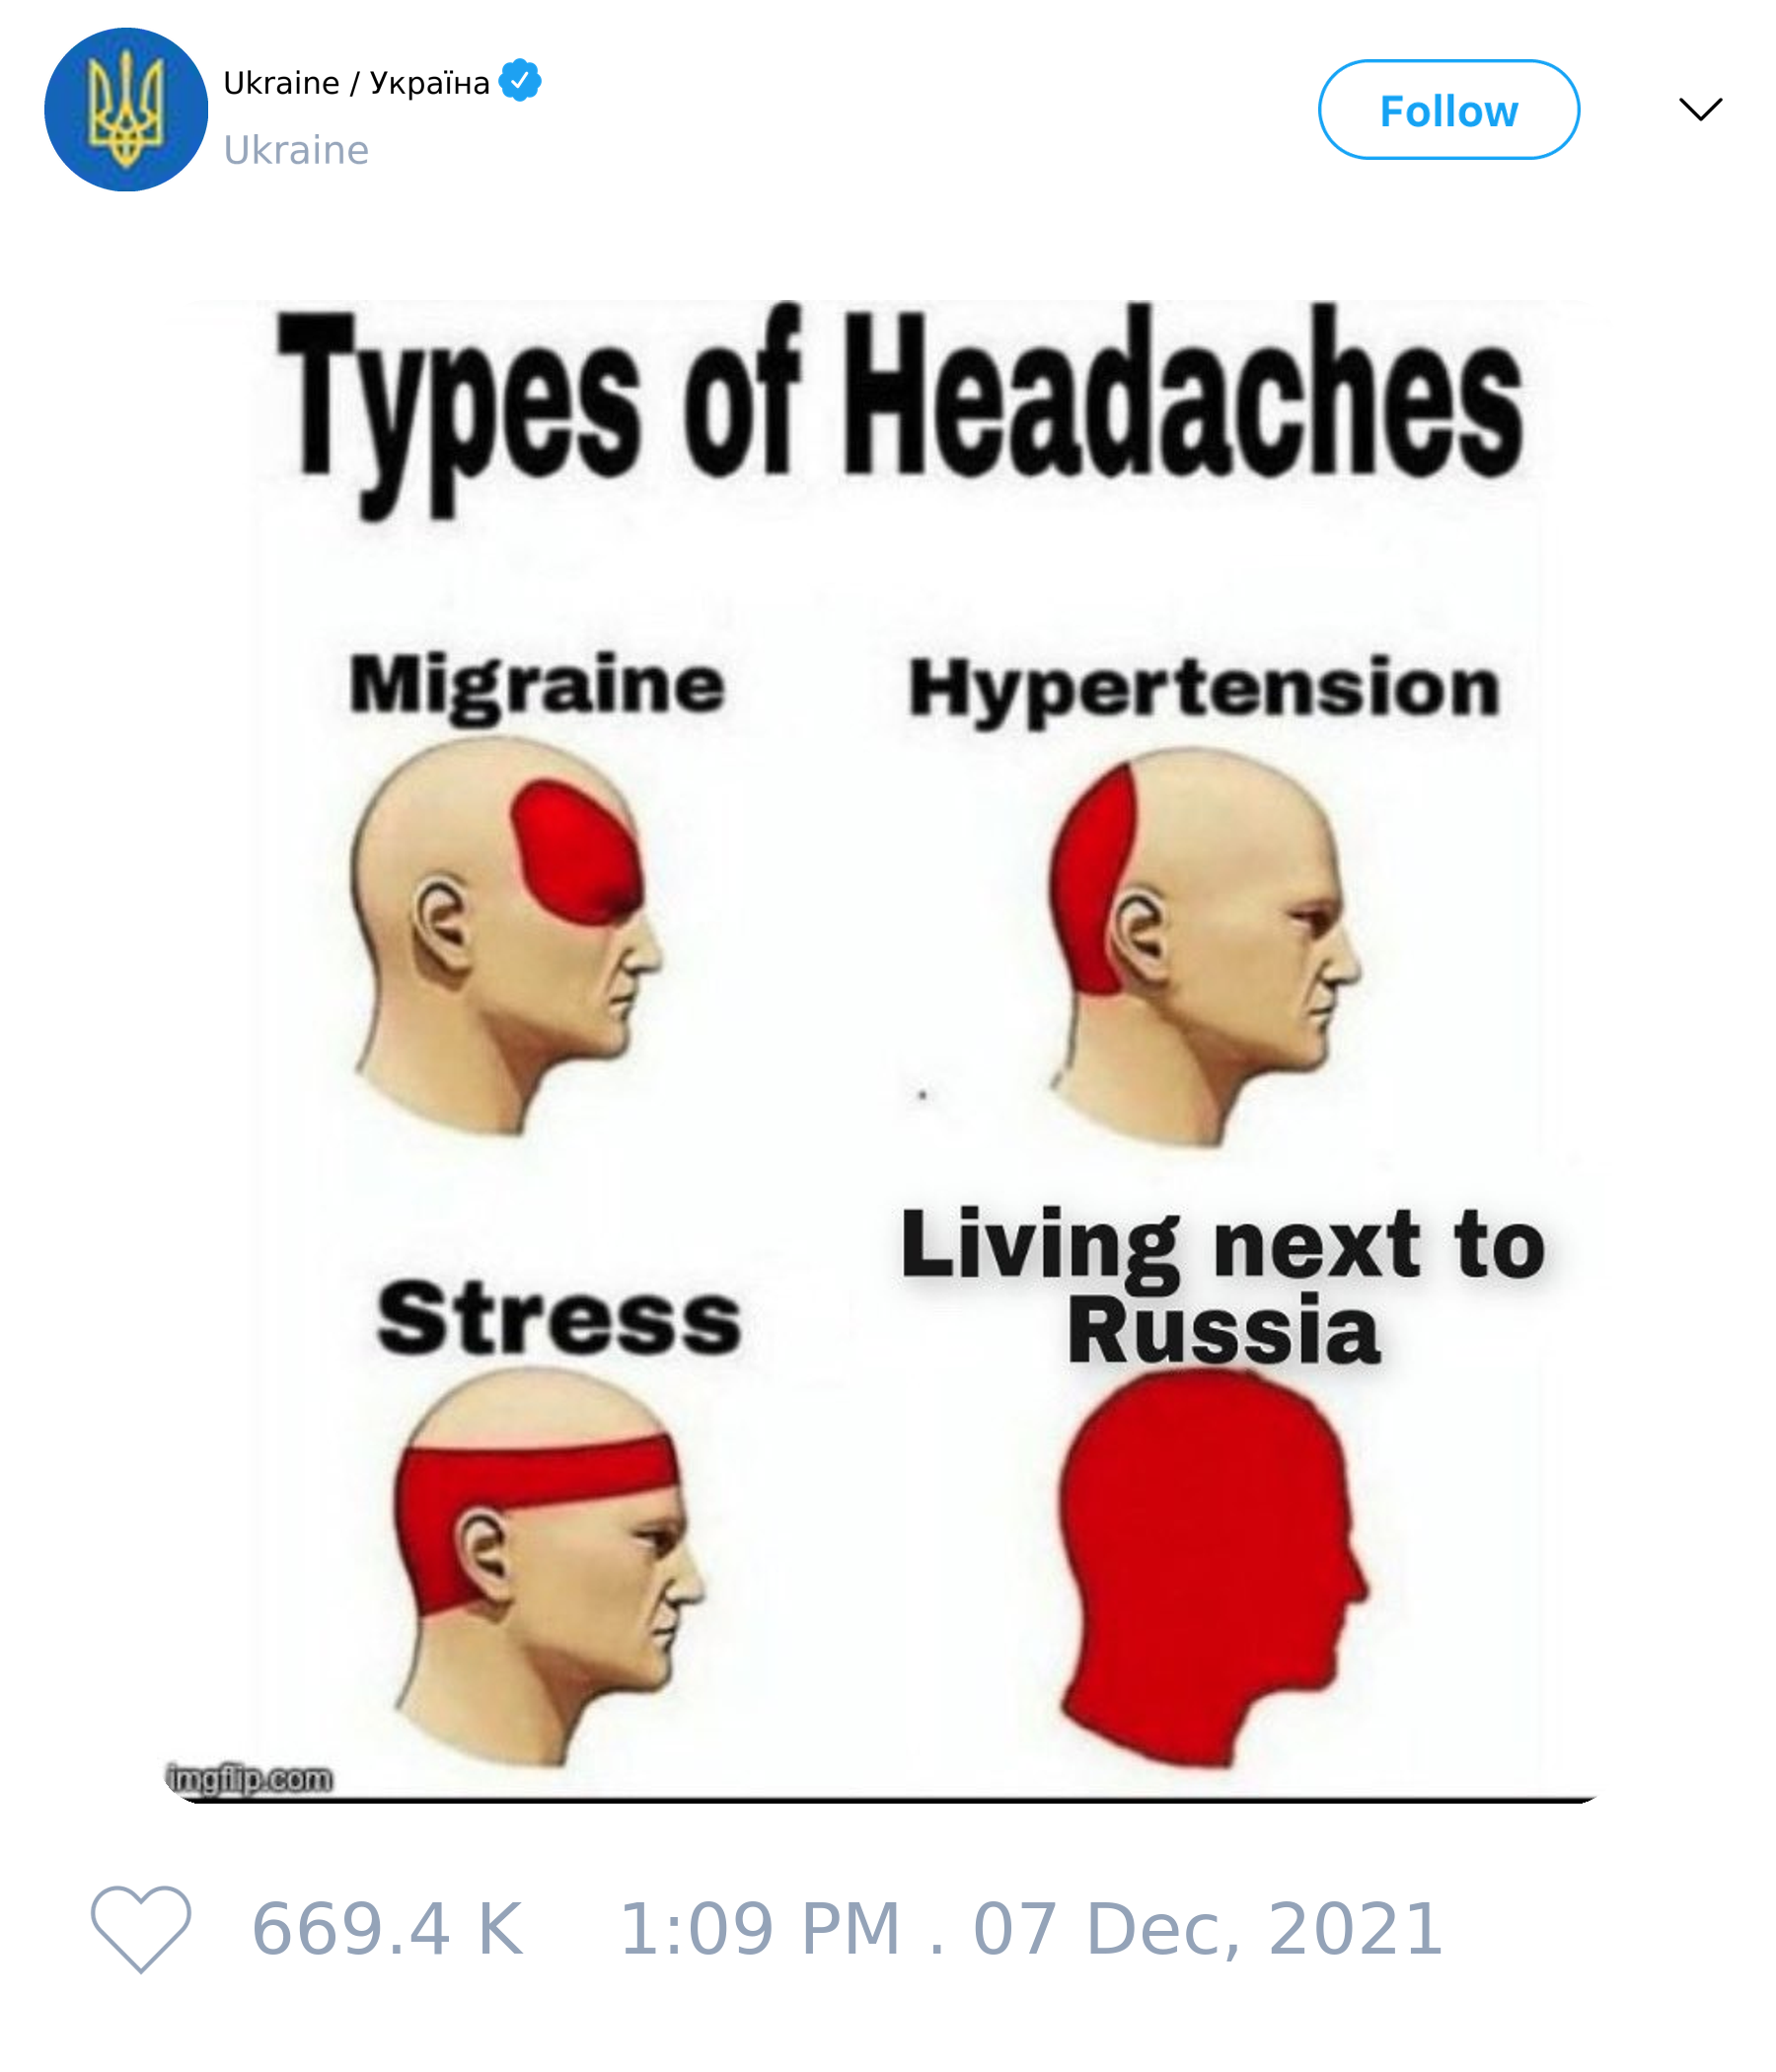 Ukraine / Україна
Ukraine
Follow
Types of Headaches
Migraine
Hypertension
Stress
Living next to
Russia
imgflip.com
669.4 K 1:09 PM . 07 Dec, 2021